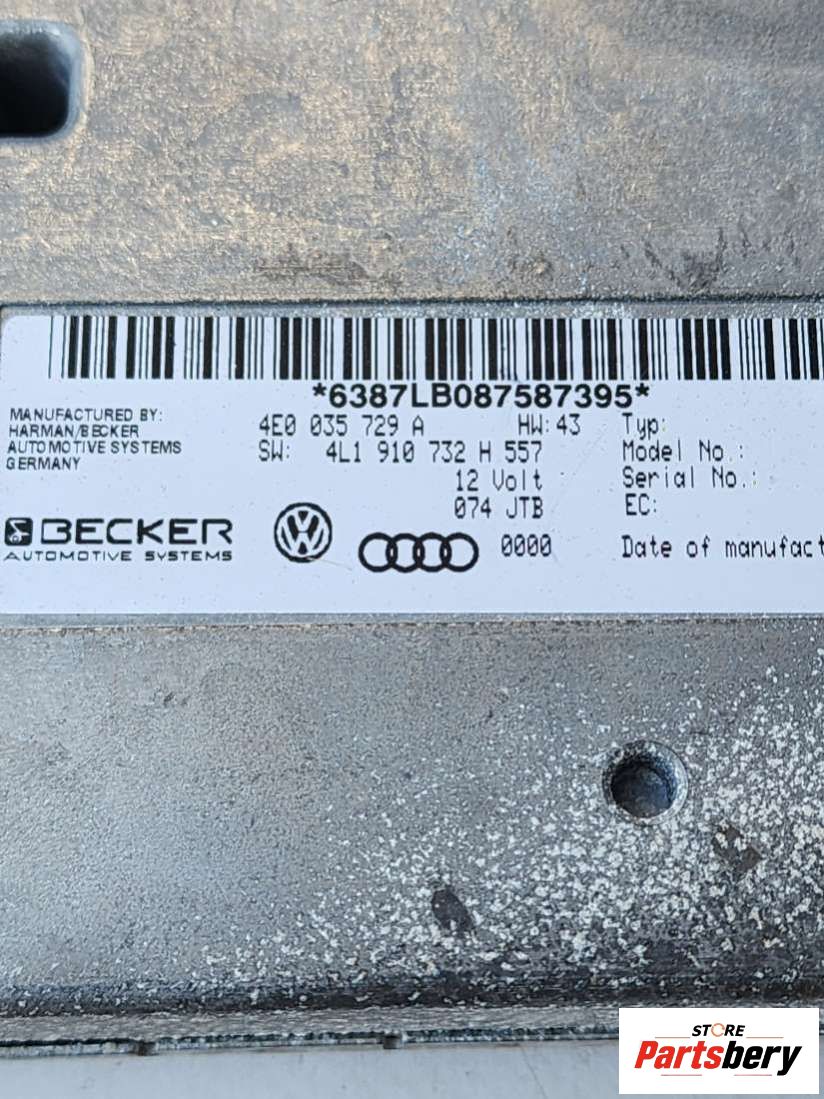 *6387LB087587395*
MANUFACTURED BY:
HARMAN/BECKER
AUTOMOTIVE SYSTEMS
GERMANY
4E0 035 729 A HW: 43
SW: 4L1 910 732 H 557
12 Volt
074 JTB
0000
BECKER
AUTOMOTIVE SYSTEMS
VW
Typ:
Model No.:
Serial No.:
EC:
Date of manufact
STORE
Partsbery